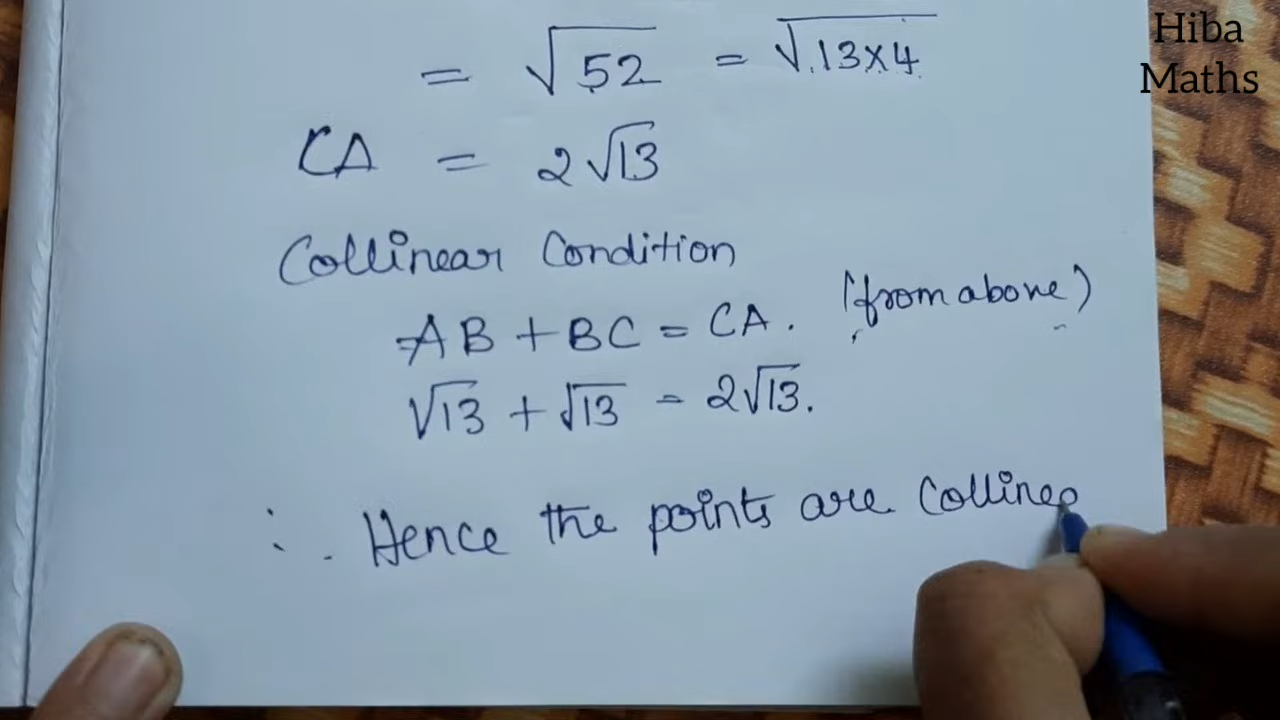 Hiba
Maths
= √52 = √13×4
CA = 2√13
Collinear Condition
AB + BC = CA. (from above)
√13 + √13 = 2√13.
∴ Hence the points are Collinea